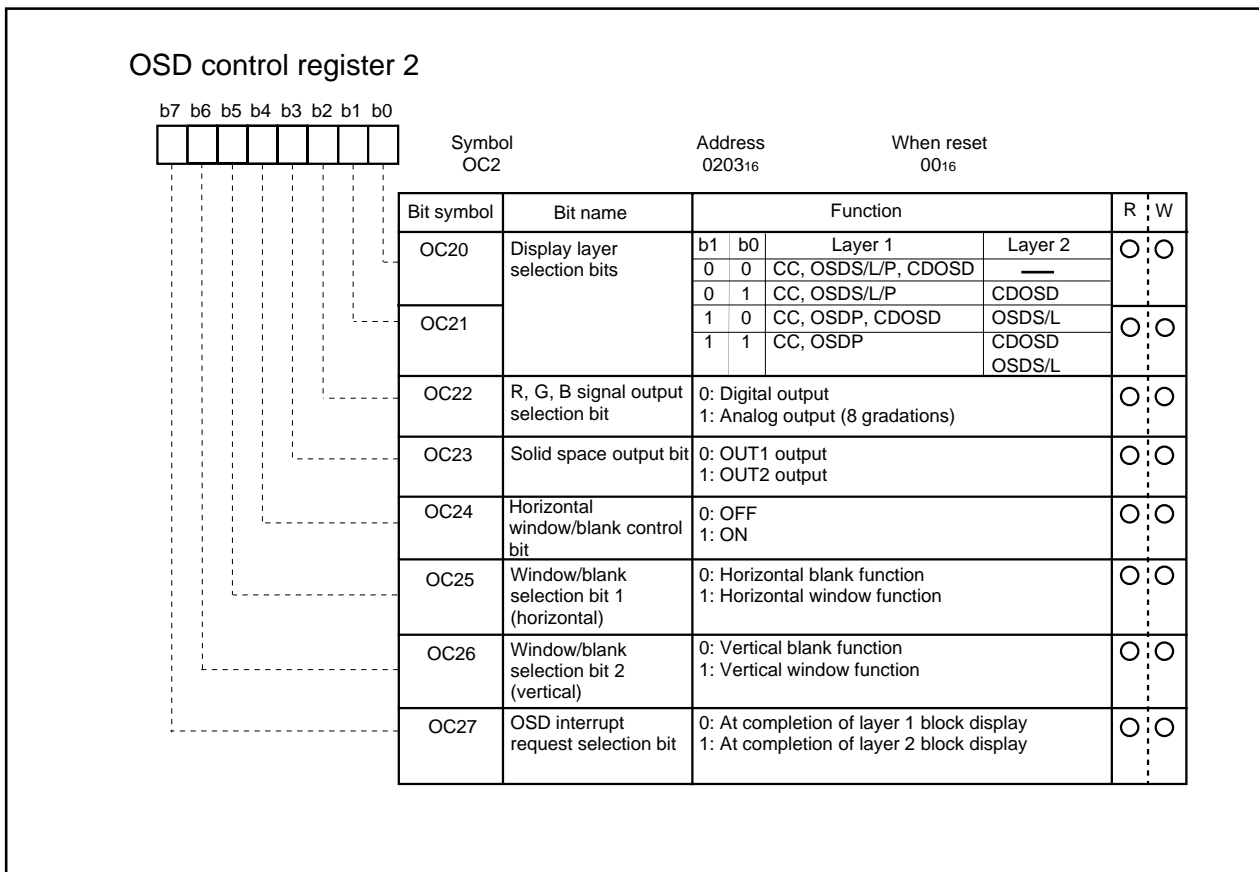 OSD control register 2
b7 b6 b5 b4 b3 b2 b1 b0
Symbol Address When reset
OC2 020316 0016
Bit symbol Bit name Function R W
OC20 Display layer selection bits
b1 b0 Layer 1 Layer 2
0 0 CC, OSDS/L/P, CDOSD —
0 1 CC, OSDS/L/P CDOSD
OC21
1 0 CC, OSDP, CDOSD OSDS/L
1 1 CC, OSDP CDOSD
OSDS/L
OC22 R, G, B signal output 0: Digital output
selection bit 1: Analog output (8 gradations)
OC23 Solid space output bit 0: OUT1 output
1: OUT2 output
OC24 Horizontal 0: OFF
window/blank control 1: ON
bit
OC25 Window/blank 0: Horizontal blank function
selection bit 1 1: Horizontal window function
(horizontal)
OC26 Window/blank 0: Vertical blank function
selection bit 2 1: Vertical window function
(vertical)
OC27 OSD interrupt 0: At completion of layer 1 block display
request selection bit 1: At completion of layer 2 block display